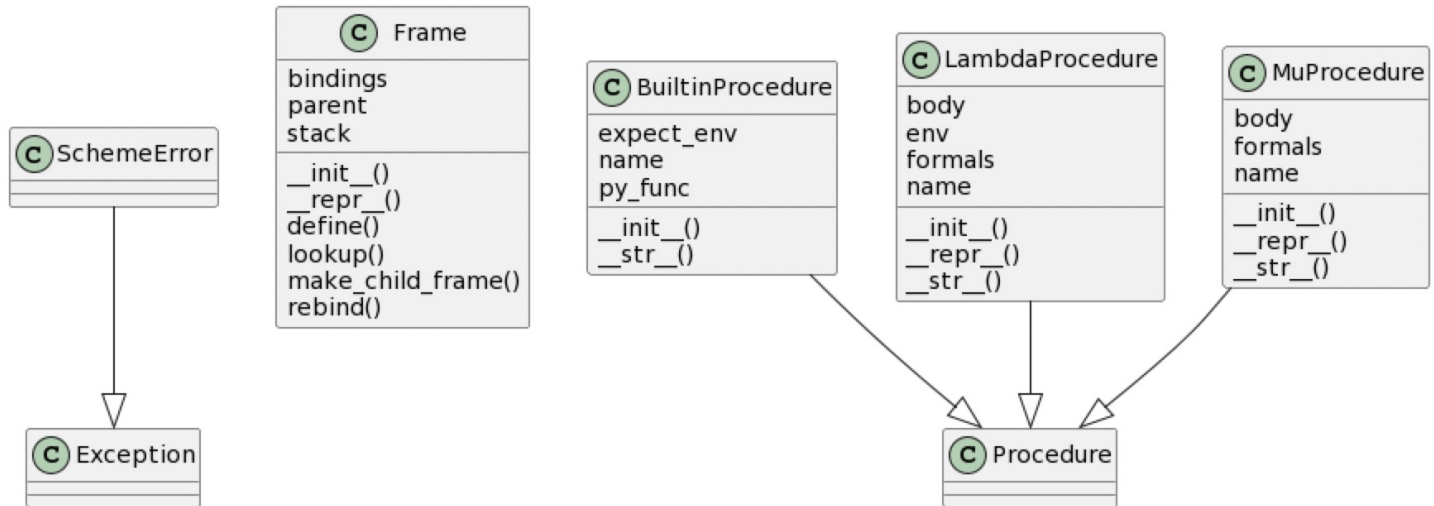 C SchemeError
C Frame
bindings
parent
stack
__init__()
__repr__()
define()
lookup()
make_child_frame()
rebind()
C BuiltinProcedure
expect_env
name
py_func
__init__()
__str__()
C LambdaProcedure
body
env
formals
name
__init__()
__repr__()
__str__()
C MuProcedure
body
formals
name
__init__()
__repr__()
__str__()
C Exception
C Procedure